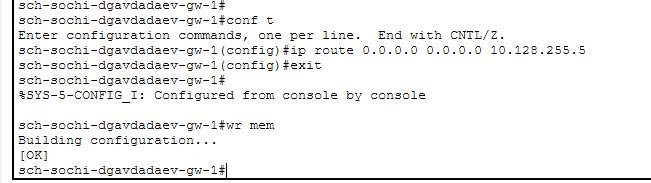 sch-sochi-dgavdadaev-gw-1#
sch-sochi-dgavdadaev-gw-1#conf t
Enter configuration commands, one per line.  End with CNTL/Z.
sch-sochi-dgavdadaev-gw-1(config)#ip route 0.0.0.0 0.0.0.0 10.128.255.5
sch-sochi-dgavdadaev-gw-1(config)#exit
sch-sochi-dgavdadaev-gw-1#
%SYS-5-CONFIG_I: Configured from console by console
sch-sochi-dgavdadaev-gw-1#wr mem
Building configuration...
[OK]
sch-sochi-dgavdadaev-gw-1#